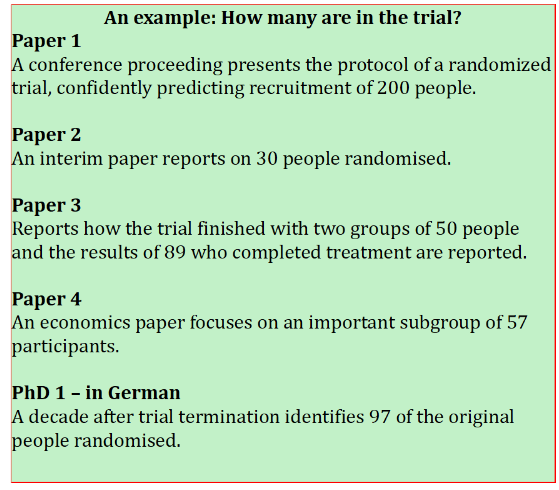 An example: How many are in the trial?
Paper 1
A conference proceeding presents the protocol of a randomized
trial, confidently predicting recruitment of 200 people.
Paper 2
An interim paper reports on 30 people randomised.
Paper 3
Reports how the trial finished with two groups of 50 people
and the results of 89 who completed treatment are reported.
Paper 4
An economics paper focuses on an important subgroup of 57
participants.
PhD 1 – in German
A decade after trial termination identifies 97 of the original
people randomised.